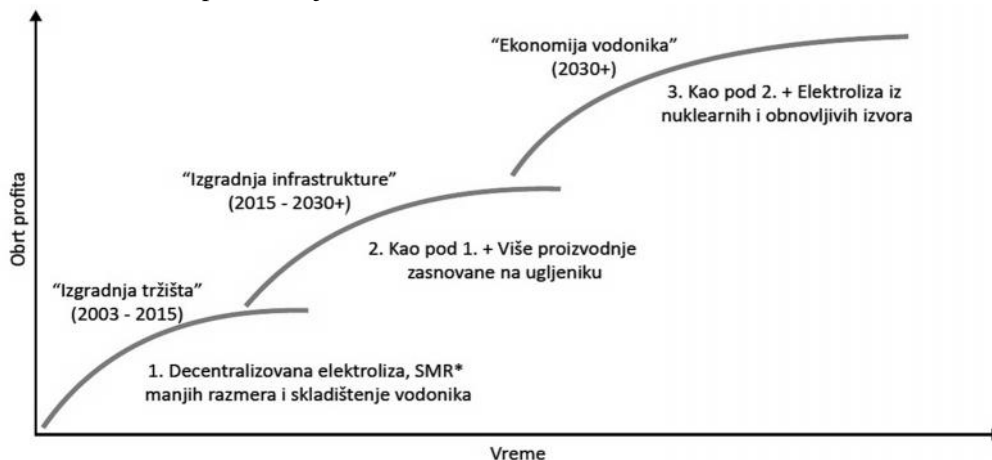 “Ekonomija vodonika”
(2030+)
3. Kao pod 2. + Elektroliza iz
nuklearnih i obnovljivih izvora
“Izgradnja infrastrukture”
(2015 - 2030+)
2. Kao pod 1. + Više proizvodnje
zasnovane na ugljeniku
“Izgradnja tržišta”
(2003 - 2015)
1. Decentralizovana elektroliza, SMR*
manjih razmera i skladištenje vodonika
Obrt profita
Vreme